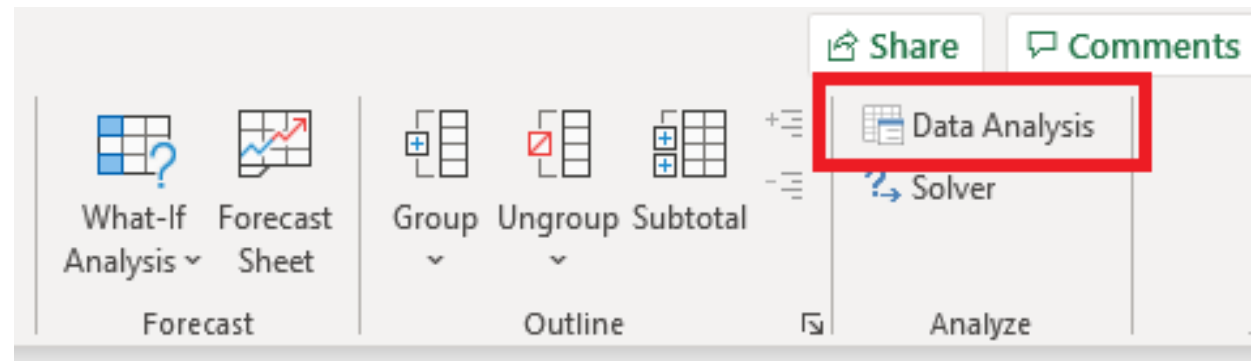 Share
Comments
What-If
Analysis
Forecast
Sheet
Forecast
Group
Ungroup
Subtotal
Outline
Data Analysis
Solver
Analyze